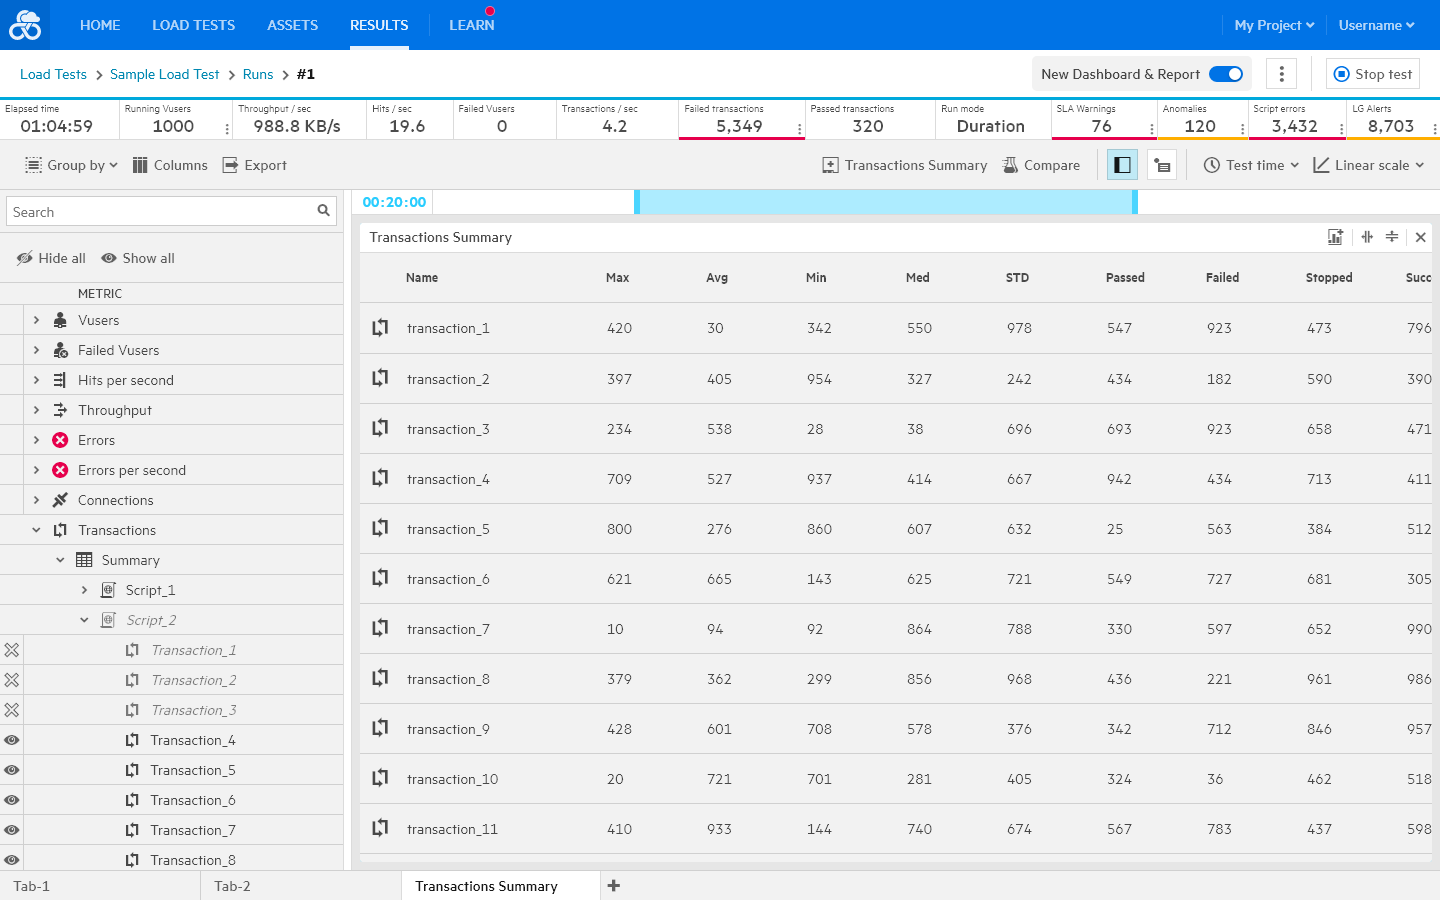 HOME LOAD TESTS ASSETS RESULTS LEARN My Project Username
Load Tests > Sample Load Test > Runs > #1 New Dashboard & Report Stop test
Elapsed time Running Vusers Throughput / sec Hits / sec Failed Vusers Transactions / sec Failed transactions Passed transactions Run mode SLA Warnings Anomalies Script errors LG Alerts
01:04:59 1000 988.8 KB/s 19.6 0 4.2 5,349 320 Duration 76 120 3,432 8,703
Group by Columns Export Transactions Summary Compare Test time Linear scale
Search
Hide all Show all
METRIC
Vusers
Failed Vusers
Hits per second
Throughput
Errors
Errors per second
Connections
Transactions
Summary
Script_1
Script_2
Transaction_1
Transaction_2
Transaction_3
Transaction_4
Transaction_5
Transaction_6
Transaction_7
Transaction_8
00:20:00
Transactions Summary
Name Max Avg Min Med STD Passed Failed Stopped Succ
transaction_1 420 30 342 550 978 547 923 473 796
transaction_2 397 405 954 327 242 434 182 590 390
transaction_3 234 538 28 38 696 693 923 658 471
transaction_4 709 527 937 414 667 942 434 713 411
transaction_5 800 276 860 607 632 25 563 384 512
transaction_6 621 665 143 625 721 549 727 681 305
transaction_7 10 94 92 864 788 330 597 652 990
transaction_8 379 362 299 856 968 436 221 961 986
transaction_9 428 601 708 578 376 342 712 846 957
transaction_10 20 721 701 281 405 324 36 462 518
transaction_11 410 933 144 740 674 567 783 437 598
Tab-1 Tab-2 Transactions Summary